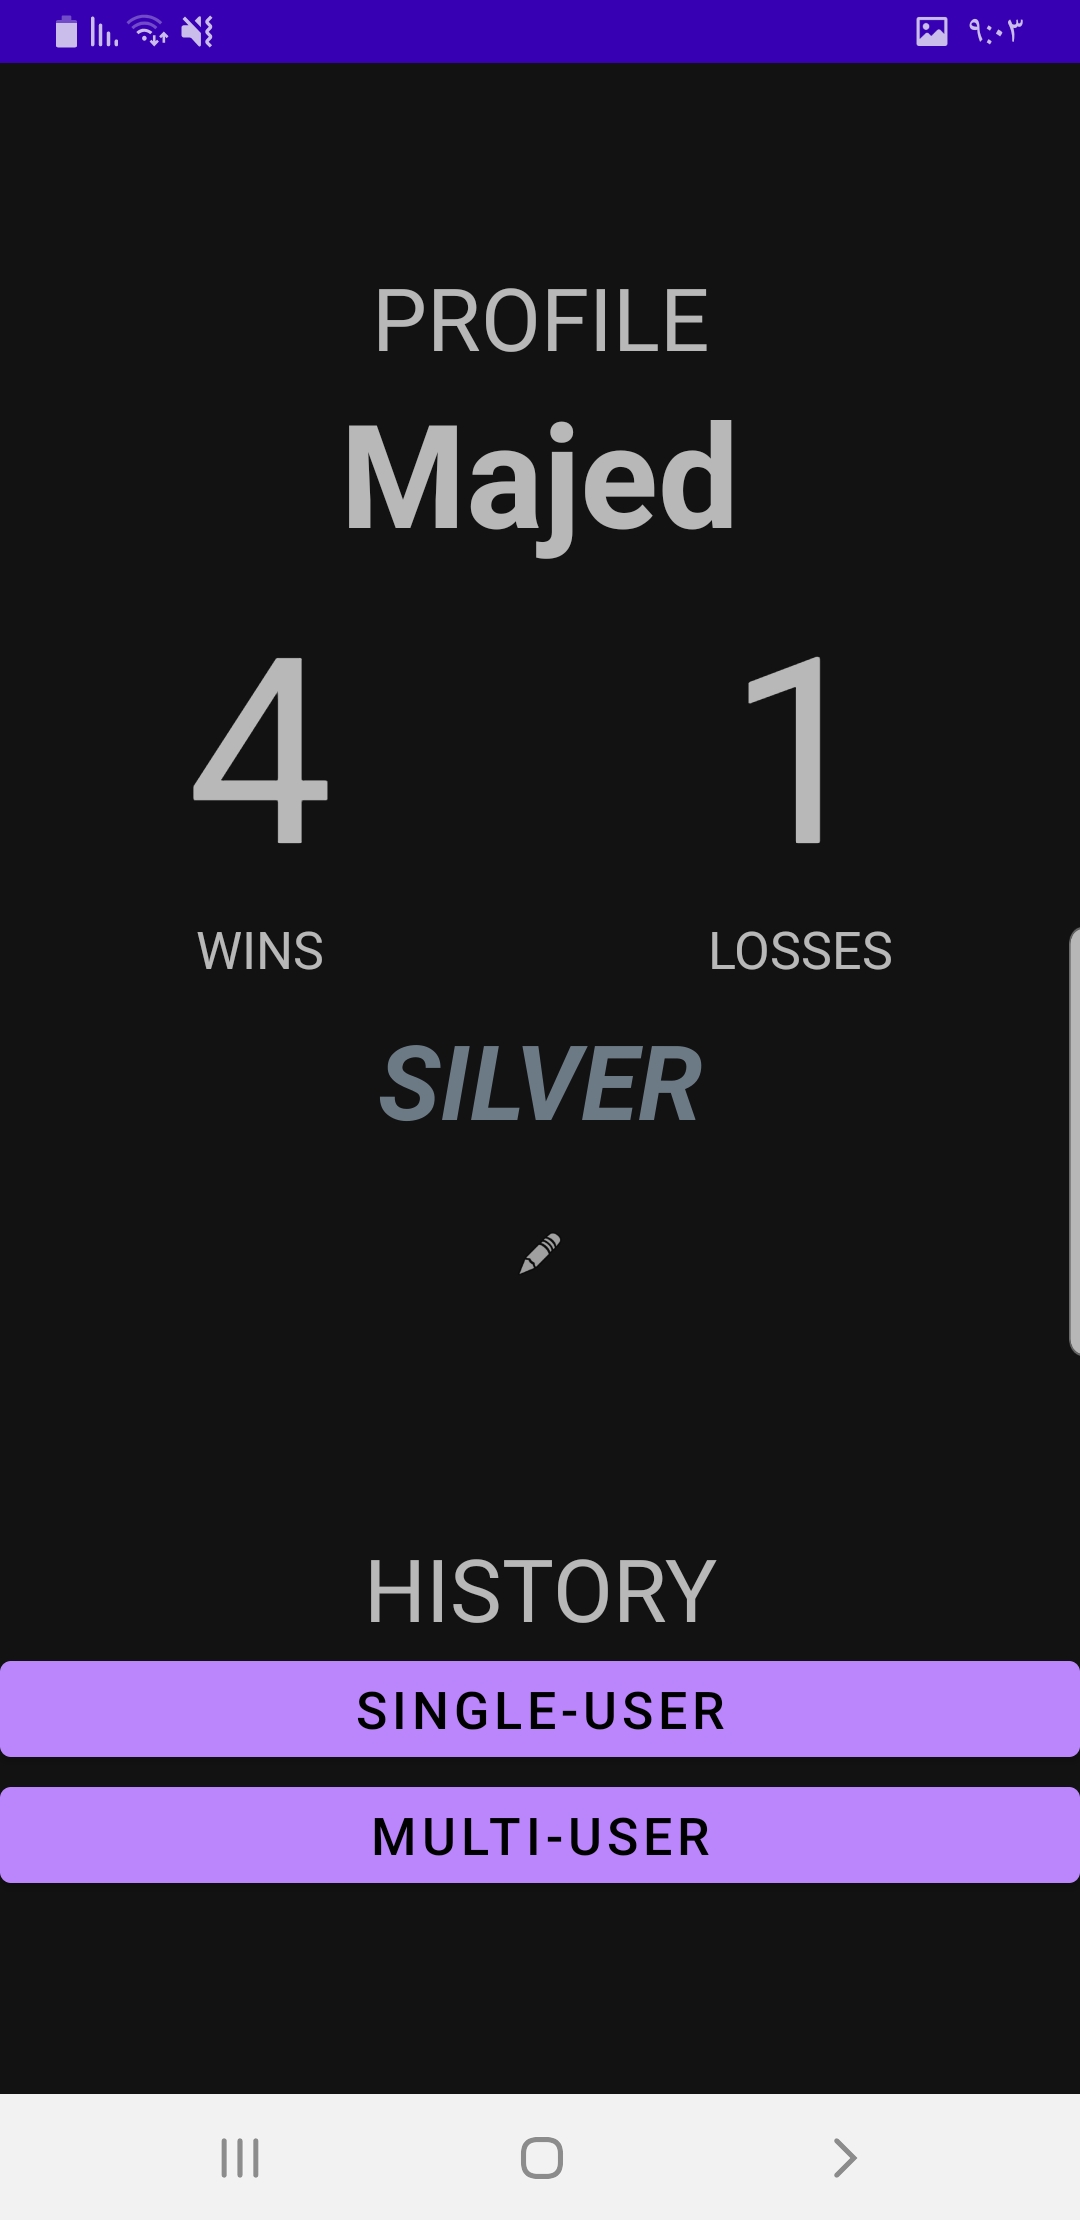 ٩:٠٣
PROFILE
Majed
4 1
WINS LOSSES
SILVER
HISTORY
SINGLE-USER
MULTI-USER